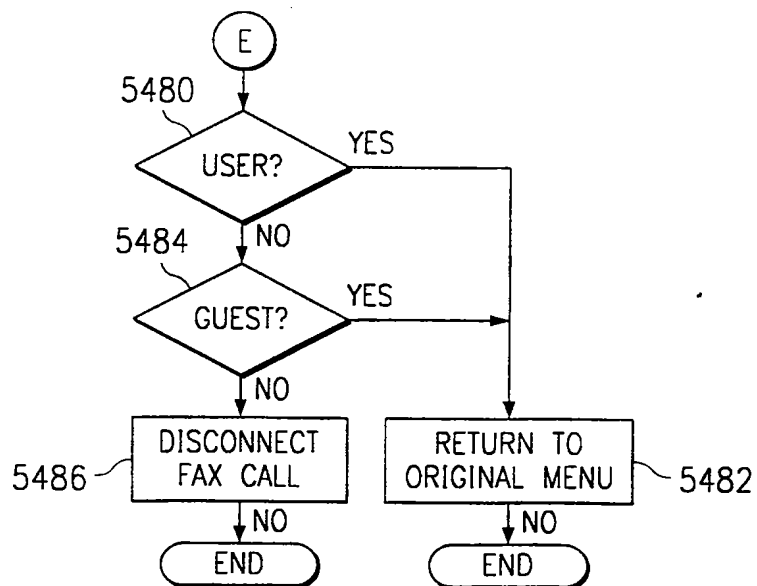 E
5480
USER?
YES
NO
5484
GUEST?
YES
NO
DISCONNECT
FAX CALL
5486
RETURN TO
ORIGINAL MENU
5482
NO
NO
END
END